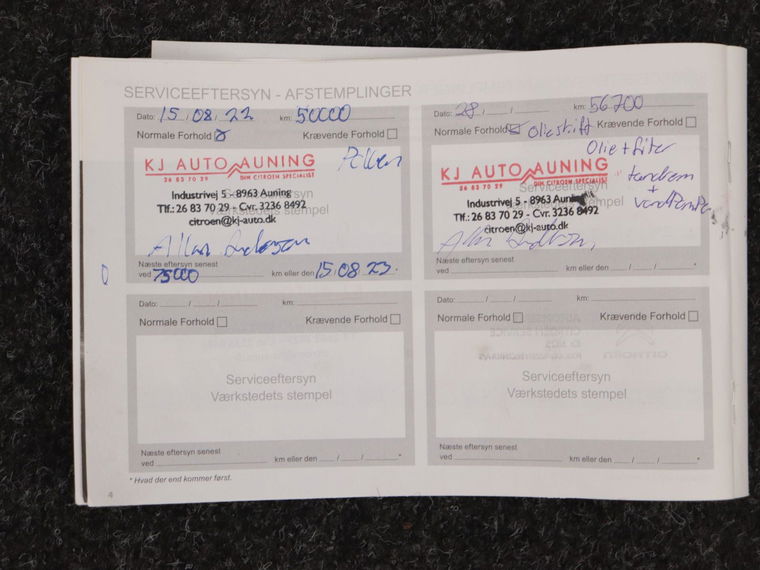 SERVICEEFTERSYN - AFSTEMPLINGER
Dato: 15 / 08 / 22 km: 50000
Normale Forhold Krævende Forhold
Pollen
KJ AUTO AUNING
26 83 70 29 DIN CITROËN SPECIALIST
Serviceeftersyn
Værkstedets stempel
Industrivej 5 - 8963 Auning
Tlf.: 26 83 70 29 - Cvr. 3236 8492
citroen@kj-auto.dk
Næste eftersyn senest
ved 75000 km eller den 15.08.23.
Dato: 28 / / km: 56700
Normale Forhold Olieskift Krævende Forhold
Olie + filter
KJ AUTO AUNING
26 83 70 29 DIN CITROËN SPECIALIST
tandrem
+
Serviceeftersyn
Værkstedets stempel
Industrivej 5 - 8963 Auning
Tlf.: 26 83 70 29 - Cvr. 3236 8492
citroen@kj-auto.dk
Næste eftersyn senest
ved km eller den / / *
Dato: / / km:
Normale Forhold Krævende Forhold
Serviceeftersyn
Værkstedets stempel
Næste eftersyn senest
ved km eller den / / *
Dato: / / km:
Normale Forhold Krævende Forhold
Serviceeftersyn
Værkstedets stempel
Næste eftersyn senest
ved km eller den / / *
* Hvad der end kommer først.
4